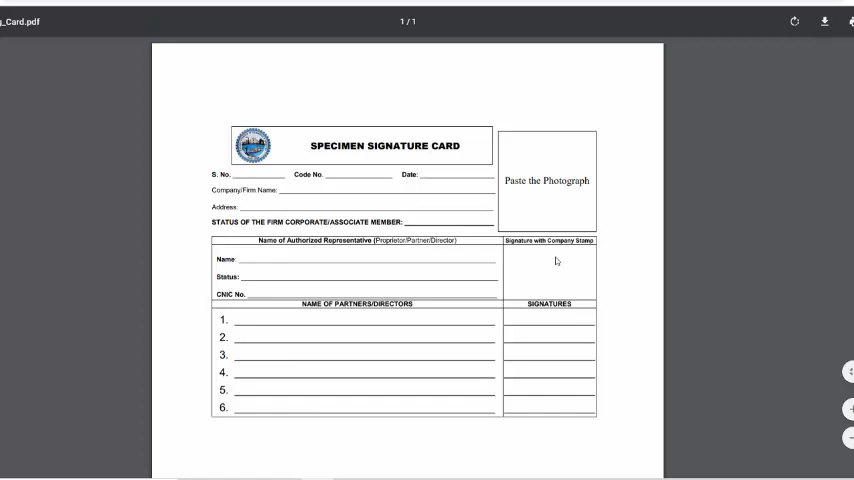 g_Card.pdf
1 / 1
SPECIMEN SIGNATURE CARD
Paste the Photograph
S. No. Code No. Date:
Company/Firm Name:
Address:
STATUS OF THE FIRM CORPORATE/ASSOCIATE MEMBER:
Name of Authorized Representative (Proprietor/Partner/Director) Signature with Company Stamp
Name:
Status:
CNIC No.
NAME OF PARTNERS/DIRECTORS SIGNATURES
1.
2.
3.
4.
5.
6.